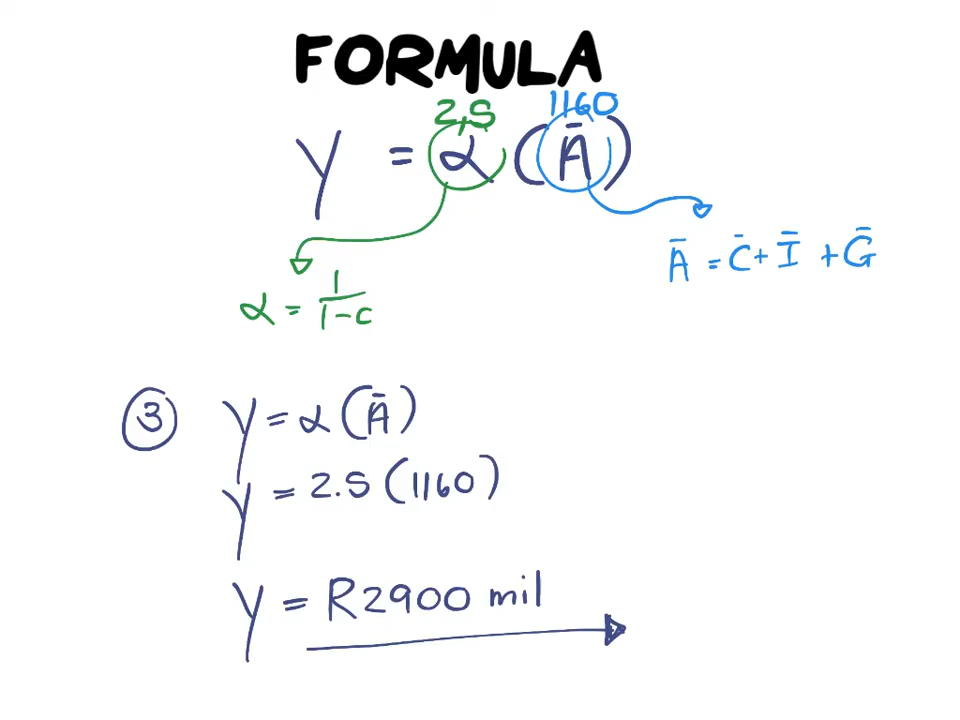 FORMULA
2,5 1160
Y = α (Ā)
Ā = C̄ + Ī + Ḡ
α = 1/1-c
③ Y = α (Ā)
Y = 2.5 (1160)
Y = R2900 mil